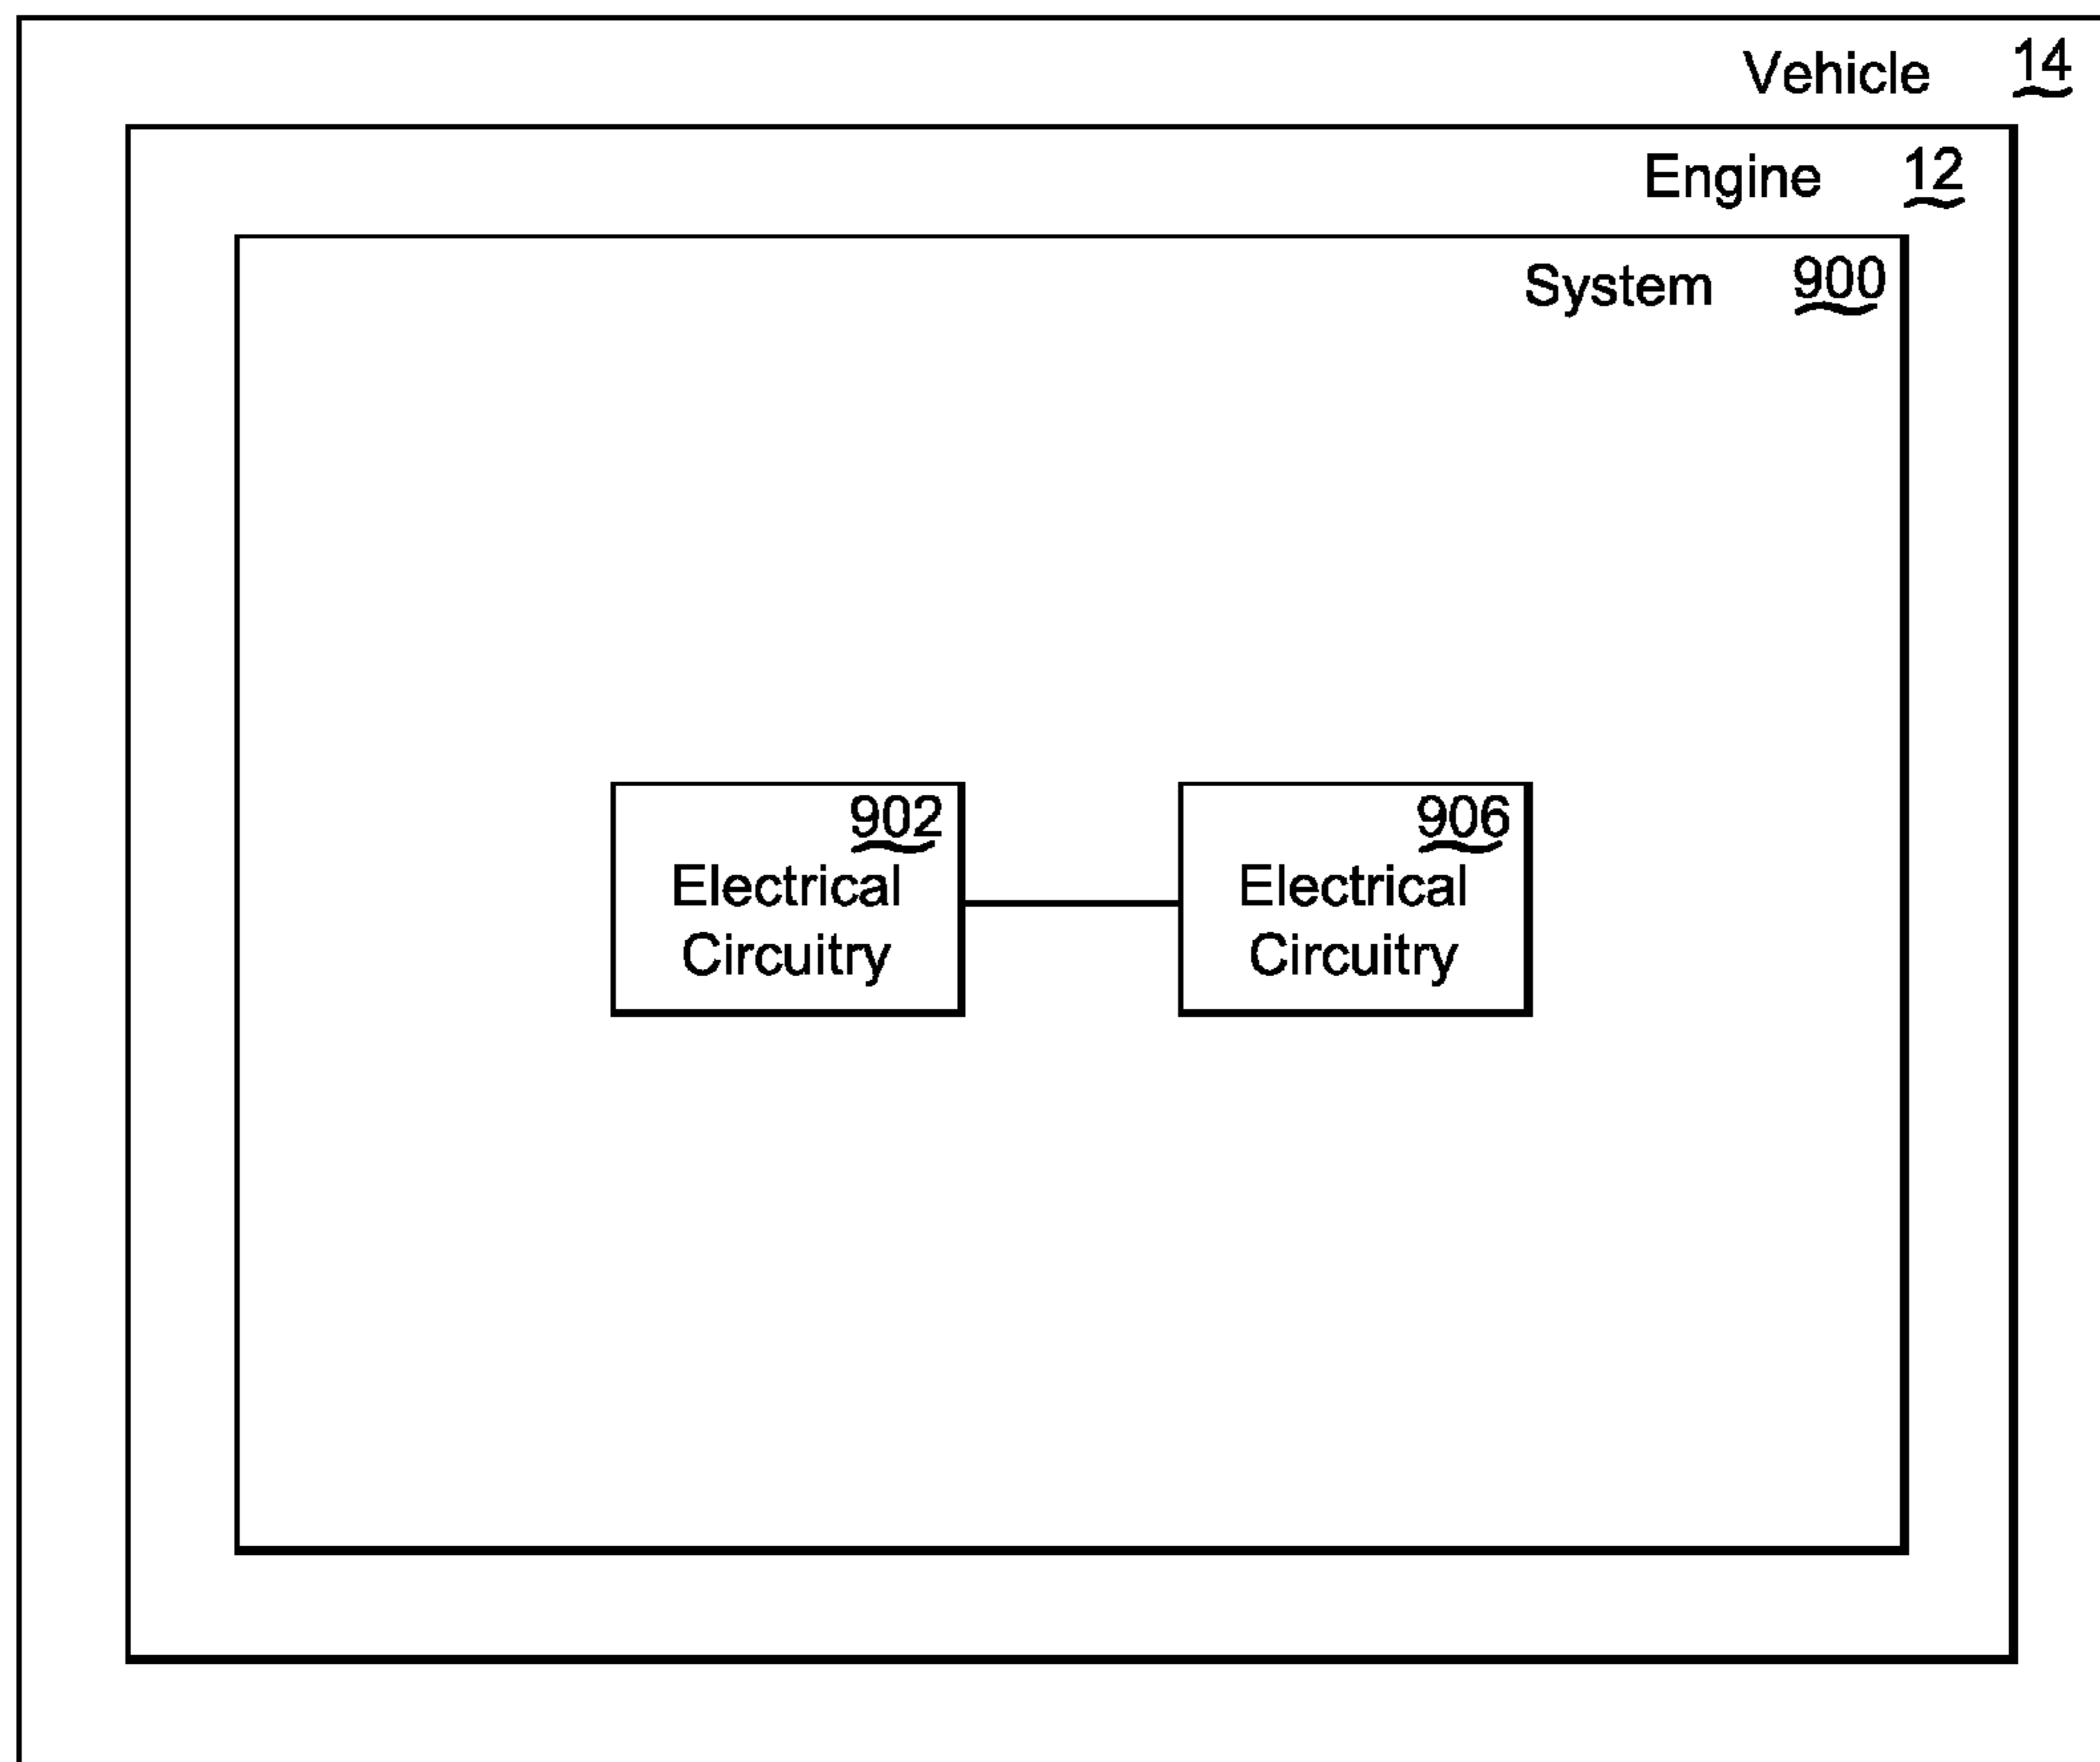 Vehicle 14
Engine 12
System 900
902
Electrical
Circuitry
906
Electrical
Circuitry